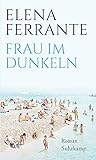 ELENA
FERRANTE
FRAU IM
DUNKELN
Roman
Suhrkamp